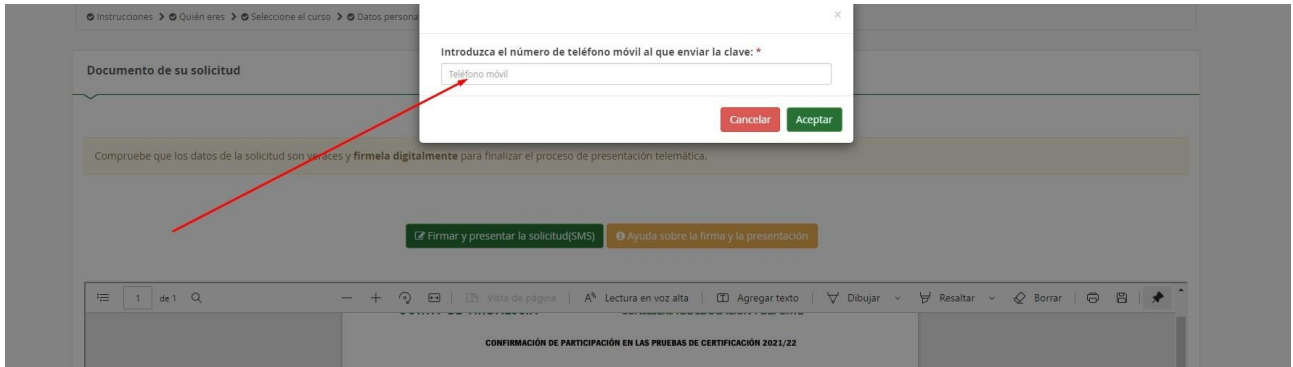 Instrucciones > Quién eres > Seleccione el curso > Datos persona
Introduzca el número de teléfono móvil al que enviar la clave: *
Teléfono móvil
Cancelar Aceptar
Documento de su solicitud
Compruebe que los datos de la solicitud son veraces y fírmela digitalmente para finalizar el proceso de presentación telemática.
Firmar y presentar la solicitud(SMS) Ayuda sobre la firma y la presentación
1 de 1 Vista de página Lectura en voz alta Agregar texto Dibujar Resaltar Borrar
CONFIRMACIÓN DE PARTICIPACIÓN EN LAS PRUEBAS DE CERTIFICACIÓN 2021/22